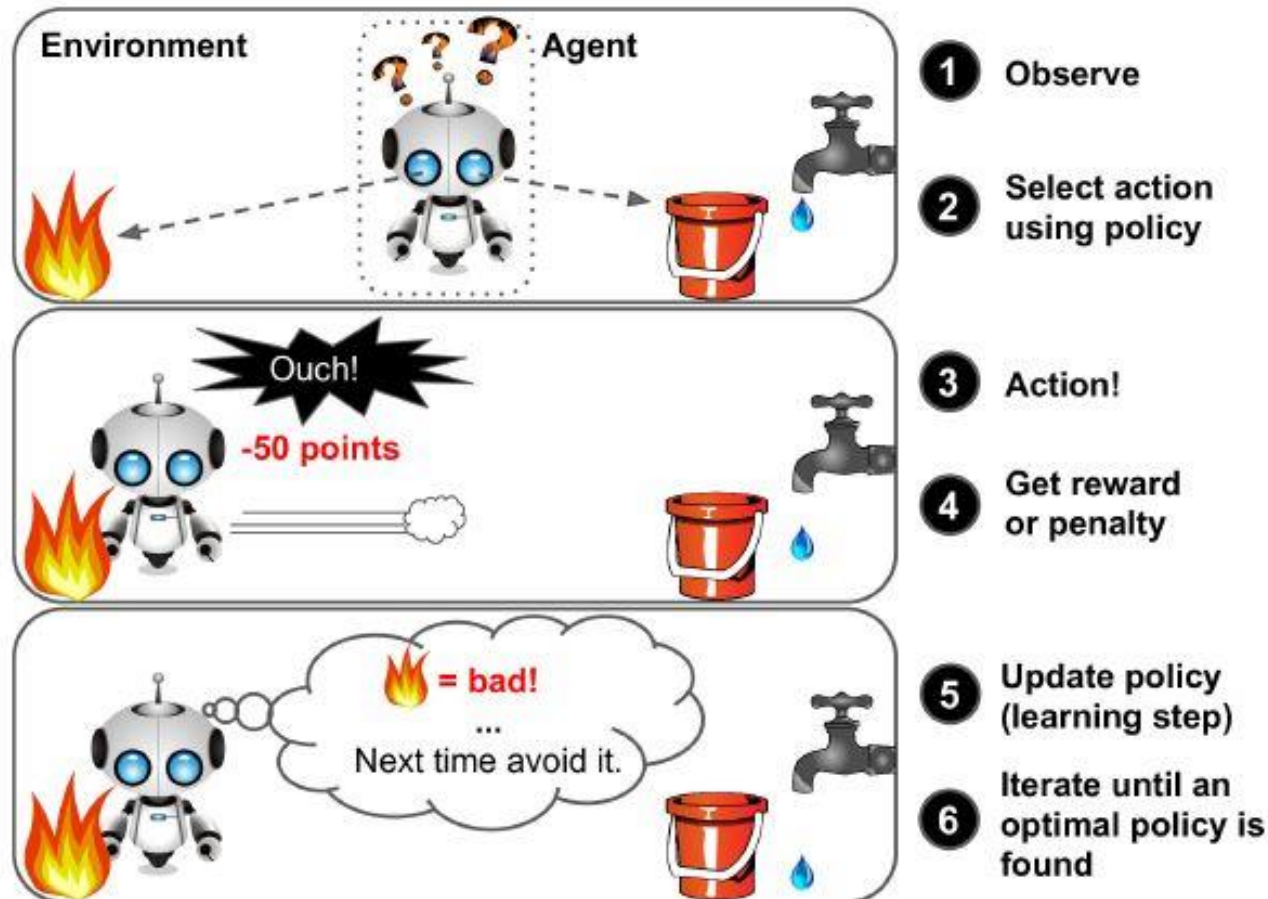 Environment
? ? ?
Agent
1 Observe
2 Select action
using policy
Ouch!
-50 points
3 Action!
4 Get reward
or penalty
= bad!
...
Next time avoid it.
5 Update policy
(learning step)
6 Iterate until an
optimal policy is
found